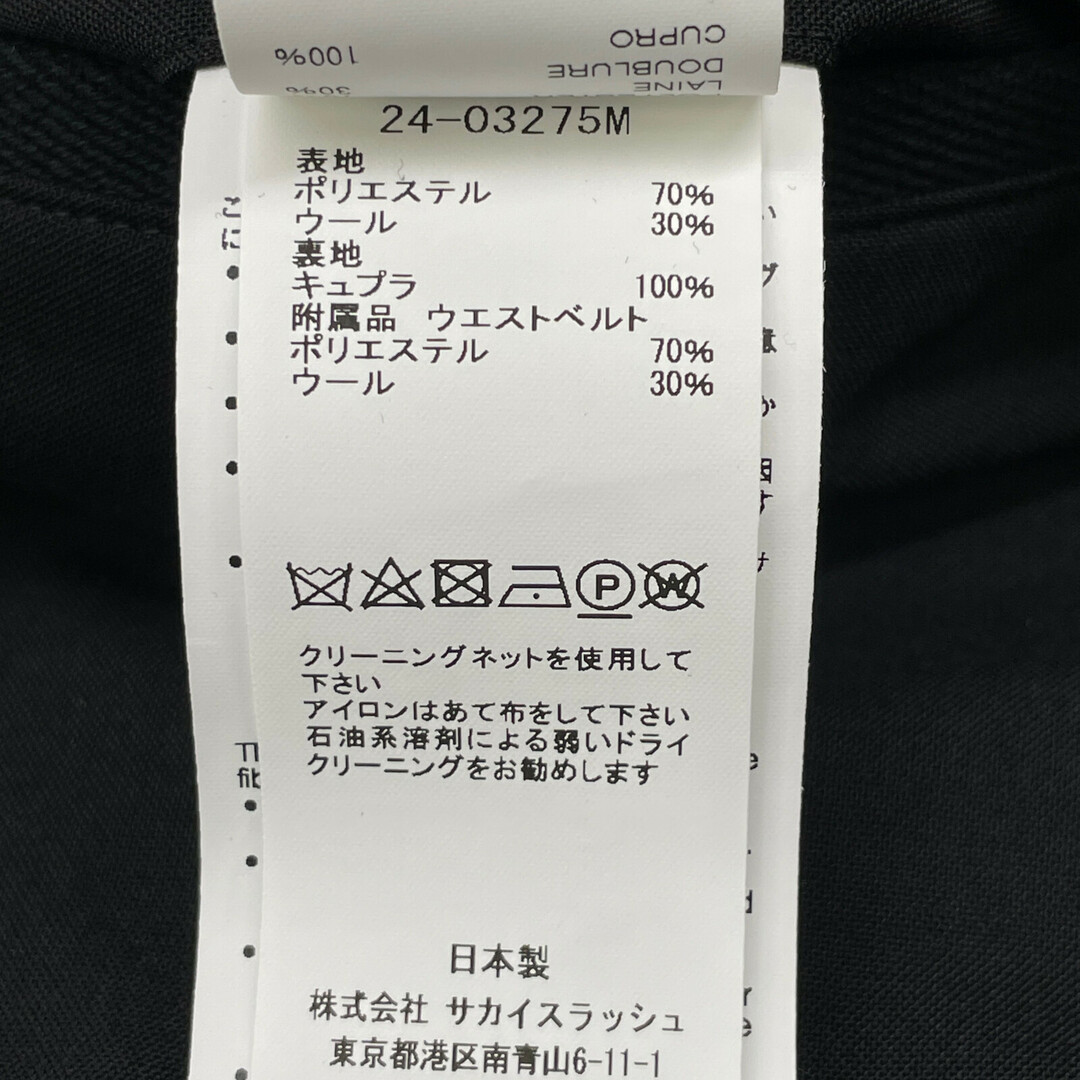 CUPRO
DOUBLURE 100%
LAINE 30%
24-03275M
表地
ポリエステル 70%
ウール 30%
裏地
キュプラ 100%
附属品 ウエストベルト
ポリエステル 70%
ウール 30%
P W
クリーニングネットを使用して
下さい
アイロンはあて布をして下さい
石油系溶剤による弱いドライ
クリーニングをお勧めします
日本製
株式会社 サカイスラッシュ
東京都港区南青山6-11-1